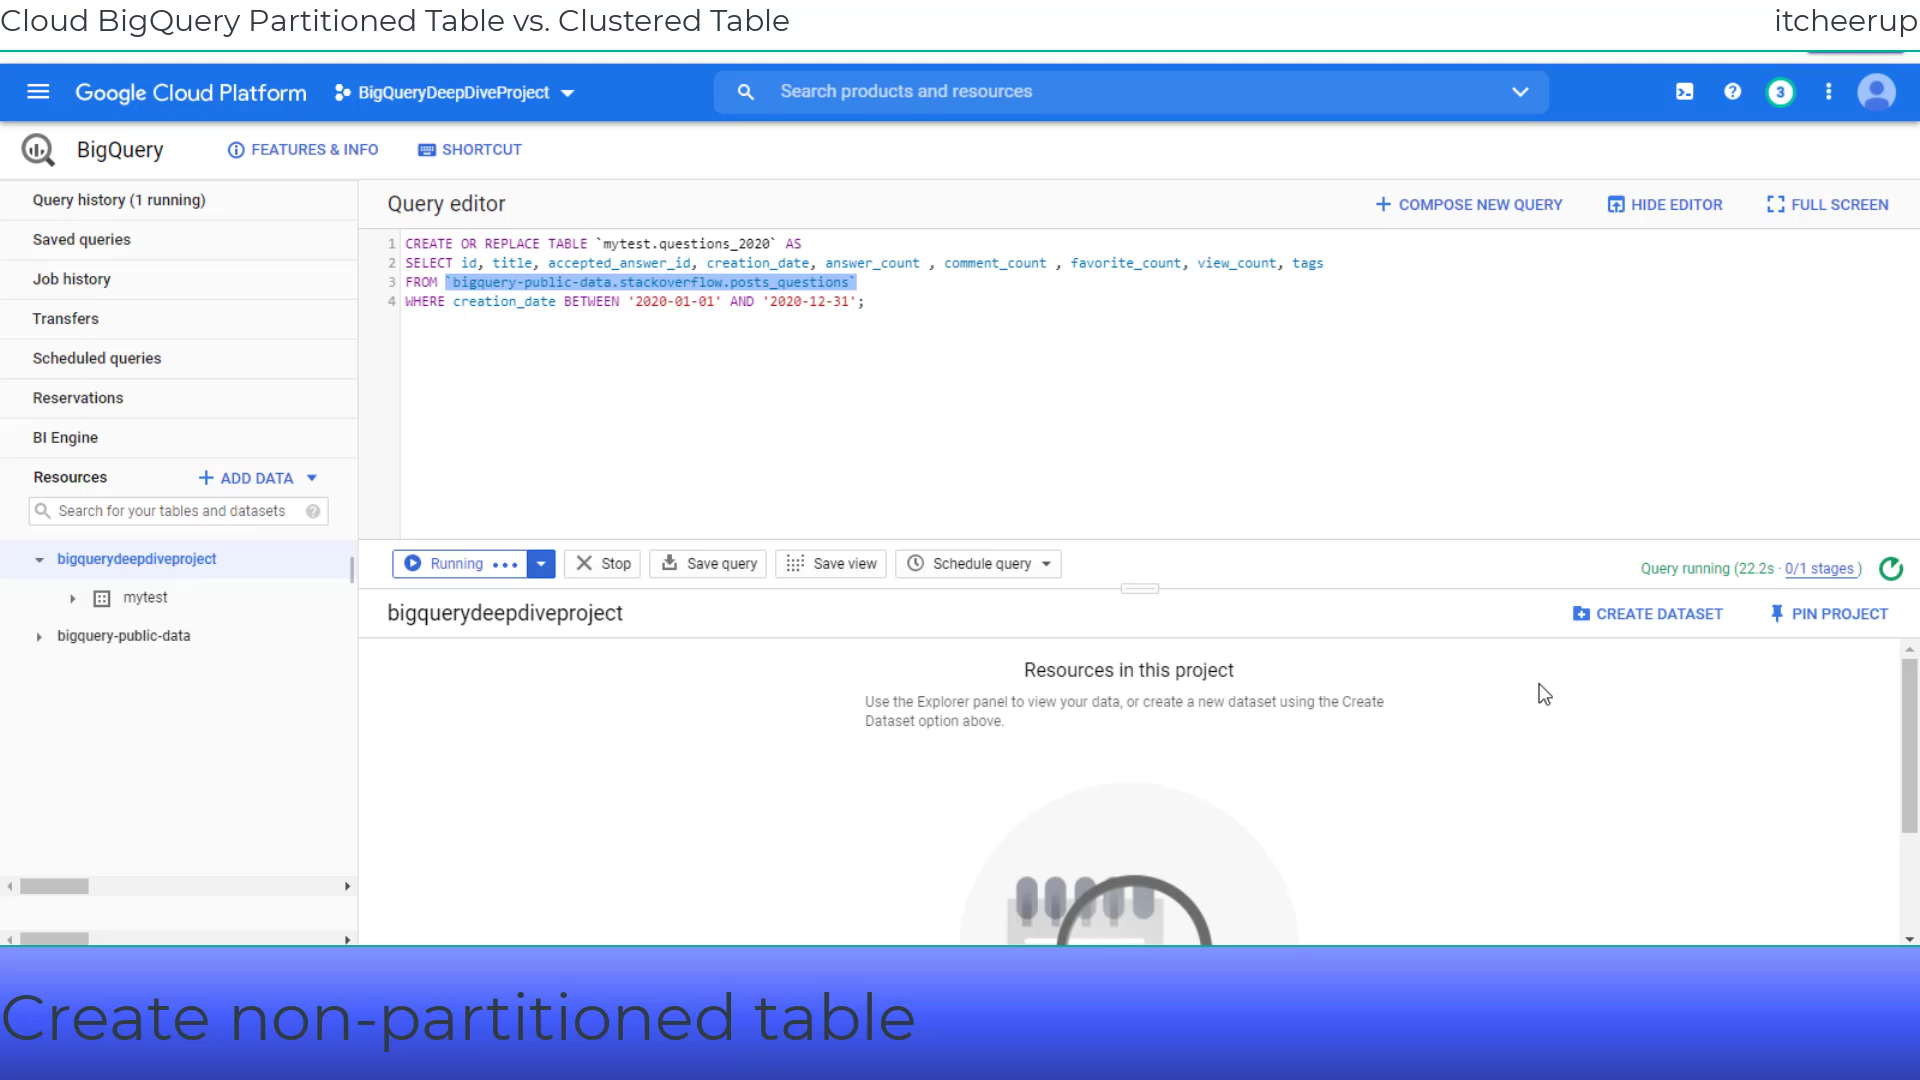 Cloud BigQuery Partitioned Table vs. Clustered Table
itcheerup
Google Cloud Platform
BigQueryDeepDiveProject
Search products and resources
3
BigQuery
FEATURES & INFO
SHORTCUT
Query history (1 running)
Saved queries
Job history
Transfers
Scheduled queries
Reservations
BI Engine
Resources
ADD DATA
Search for your tables and datasets
bigquerydeepdiveproject
mytest
bigquery-public-data
Query editor
COMPOSE NEW QUERY
HIDE EDITOR
FULL SCREEN
1 CREATE OR REPLACE TABLE `mytest.questions_2020` AS
2 SELECT id, title, accepted_answer_id, creation_date, answer_count , comment_count , favorite_count, view_count, tags
3 FROM `bigquery-public-data.stackoverflow.posts_questions`
4 WHERE creation_date BETWEEN '2020-01-01' AND '2020-12-31';
Running
Stop
Save query
Save view
Schedule query
Query running (22.2s · 0/1 stages )
bigquerydeepdiveproject
CREATE DATASET
PIN PROJECT
Resources in this project
Use the Explorer panel to view your data, or create a new dataset using the Create
Dataset option above.
Create non-partitioned table